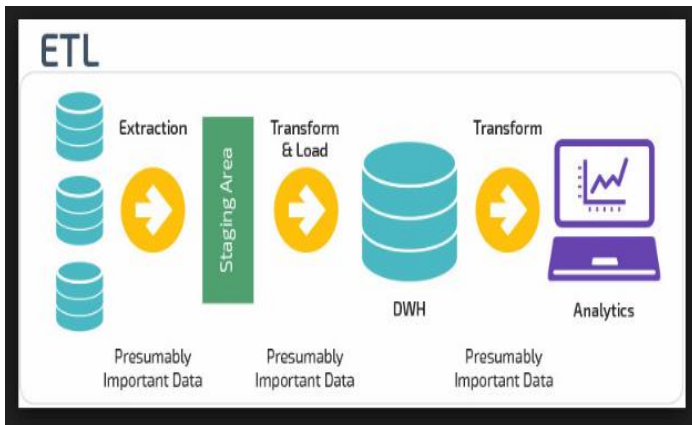 ETL
Extraction
Staging Area
Transform
& Load
Transform
DWH
Analytics
Presumably
Important Data
Presumably
Important Data
Presumably
Important Data